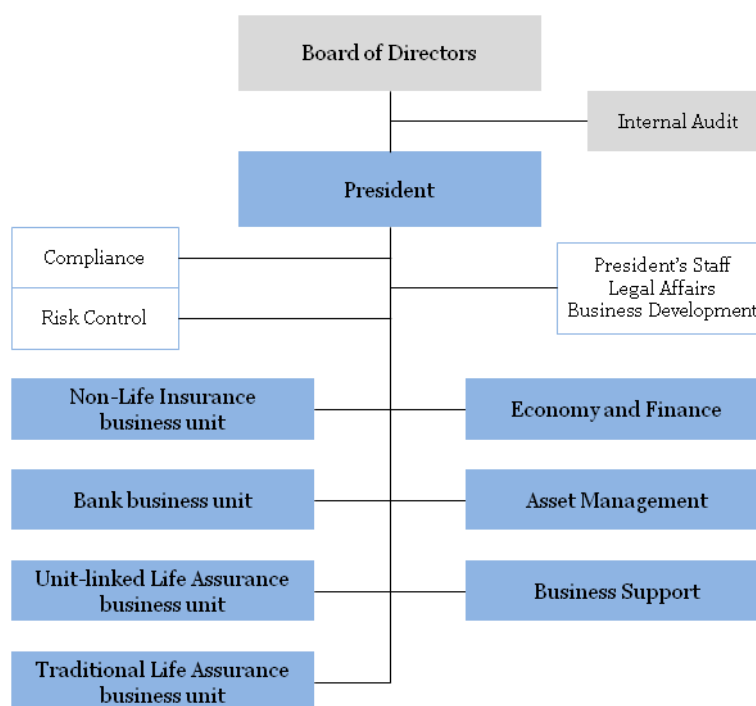 Board of Directors
Internal Audit
President
Compliance
Risk Control
President's Staff
Legal Affairs
Business Development
Non-Life Insurance
business unit
Economy and Finance
Bank business unit
Asset Management
Unit-linked Life Assurance
business unit
Business Support
Traditional Life Assurance
business unit